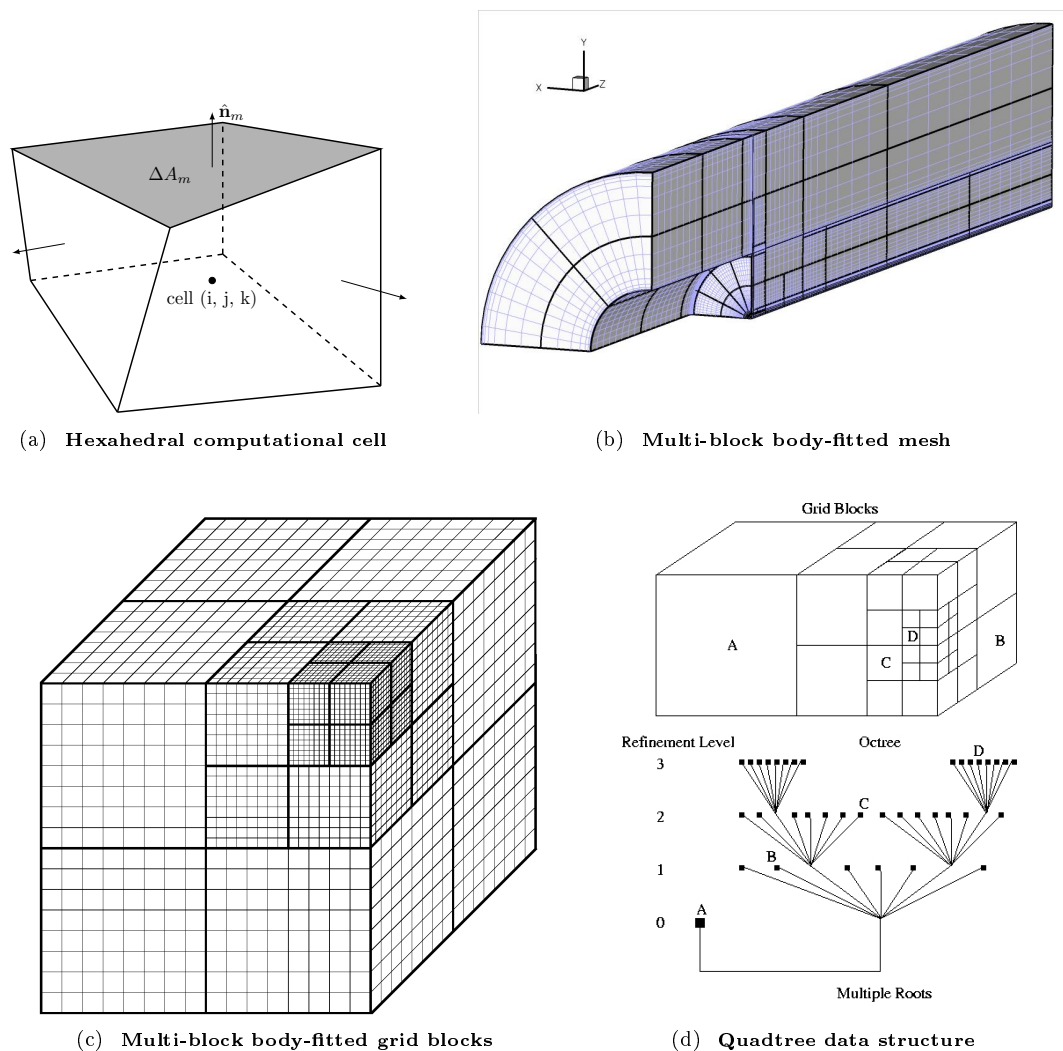 n̂m
ΔAm
cell (i, j, k)
(a) Hexahedral computational cell
Y
X
Z
(b) Multi-block body-fitted mesh
(c) Multi-block body-fitted grid blocks
Grid Blocks
A
D
C
B
Refinement Level
Octree
D
3
C
2
B
1
A
0
Multiple Roots
(d) Quadtree data structure